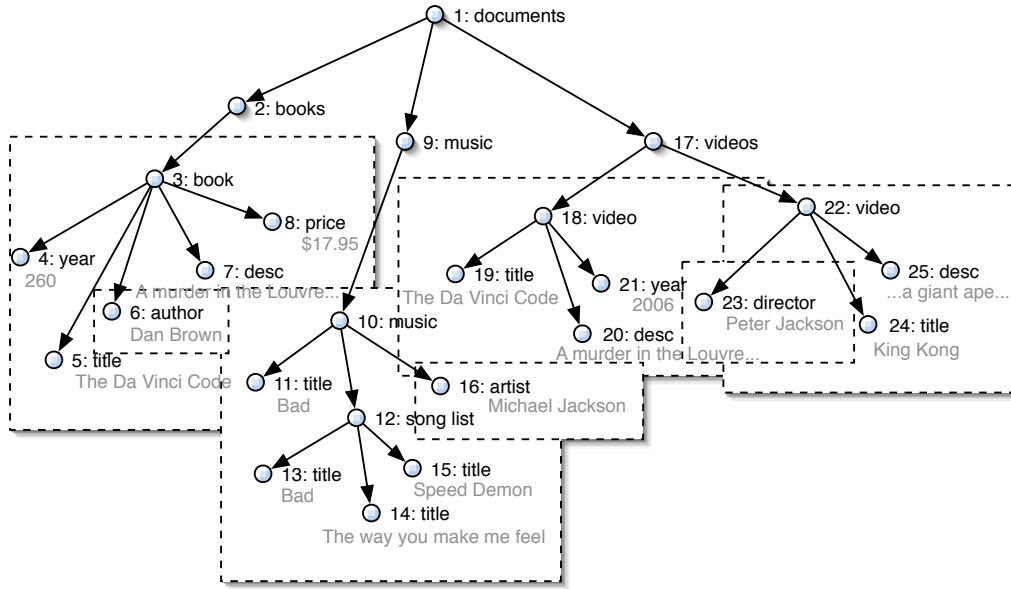 1: documents
2: books
9: music
17: videos
3: book
8: price
$17.95
4: year
260
7: desc
A murder in the Louvre...
6: author
Dan Brown
5: title
The Da Vinci Code
18: video
19: title
The Da Vinci Code
21: year
2006
20: desc
A murder in the Louvre...
22: video
25: desc
...a giant ape...
23: director
Peter Jackson
24: title
King Kong
10: music
11: title
Bad
16: artist
Michael Jackson
12: song list
13: title
Bad
15: title
Speed Demon
14: title
The way you make me feel